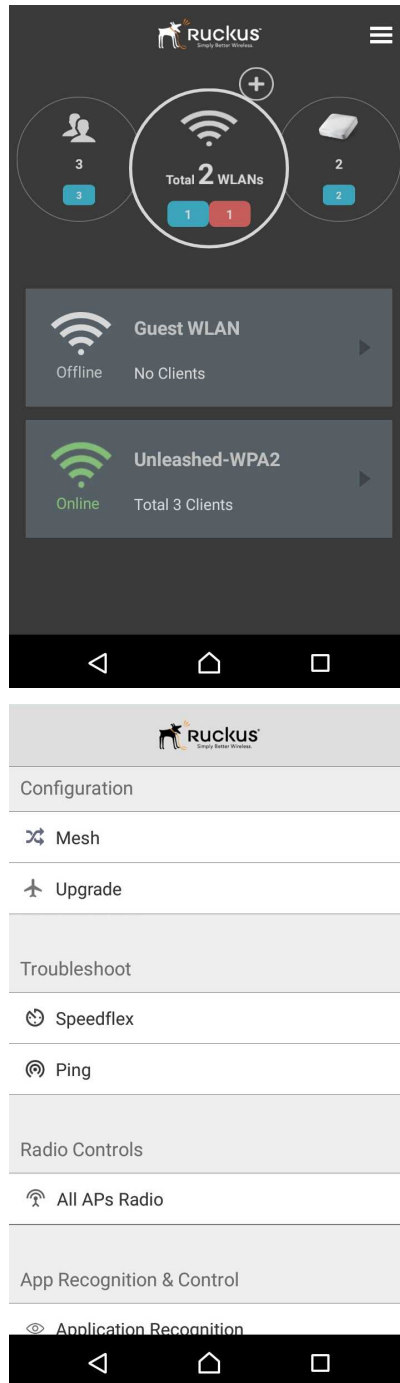 Ruckus
Simply Better Wireless.
3
3
Total 2 WLANs
1 1
2
2
Guest WLAN
Offline No Clients
Unleashed-WPA2
Online Total 3 Clients
Ruckus
Simply Better Wireless.
Configuration
Mesh
Upgrade
Troubleshoot
Speedflex
Ping
Radio Controls
All APs Radio
App Recognition & Control
Application Recognition